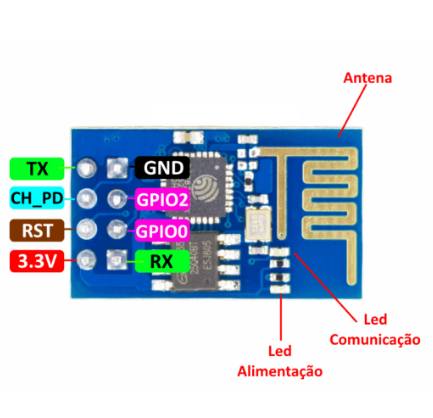 Antena
TX GND
CH_PD GPIO2
RST GPIO0
3.3V RX
Led
Comunicação
Led
Alimentação